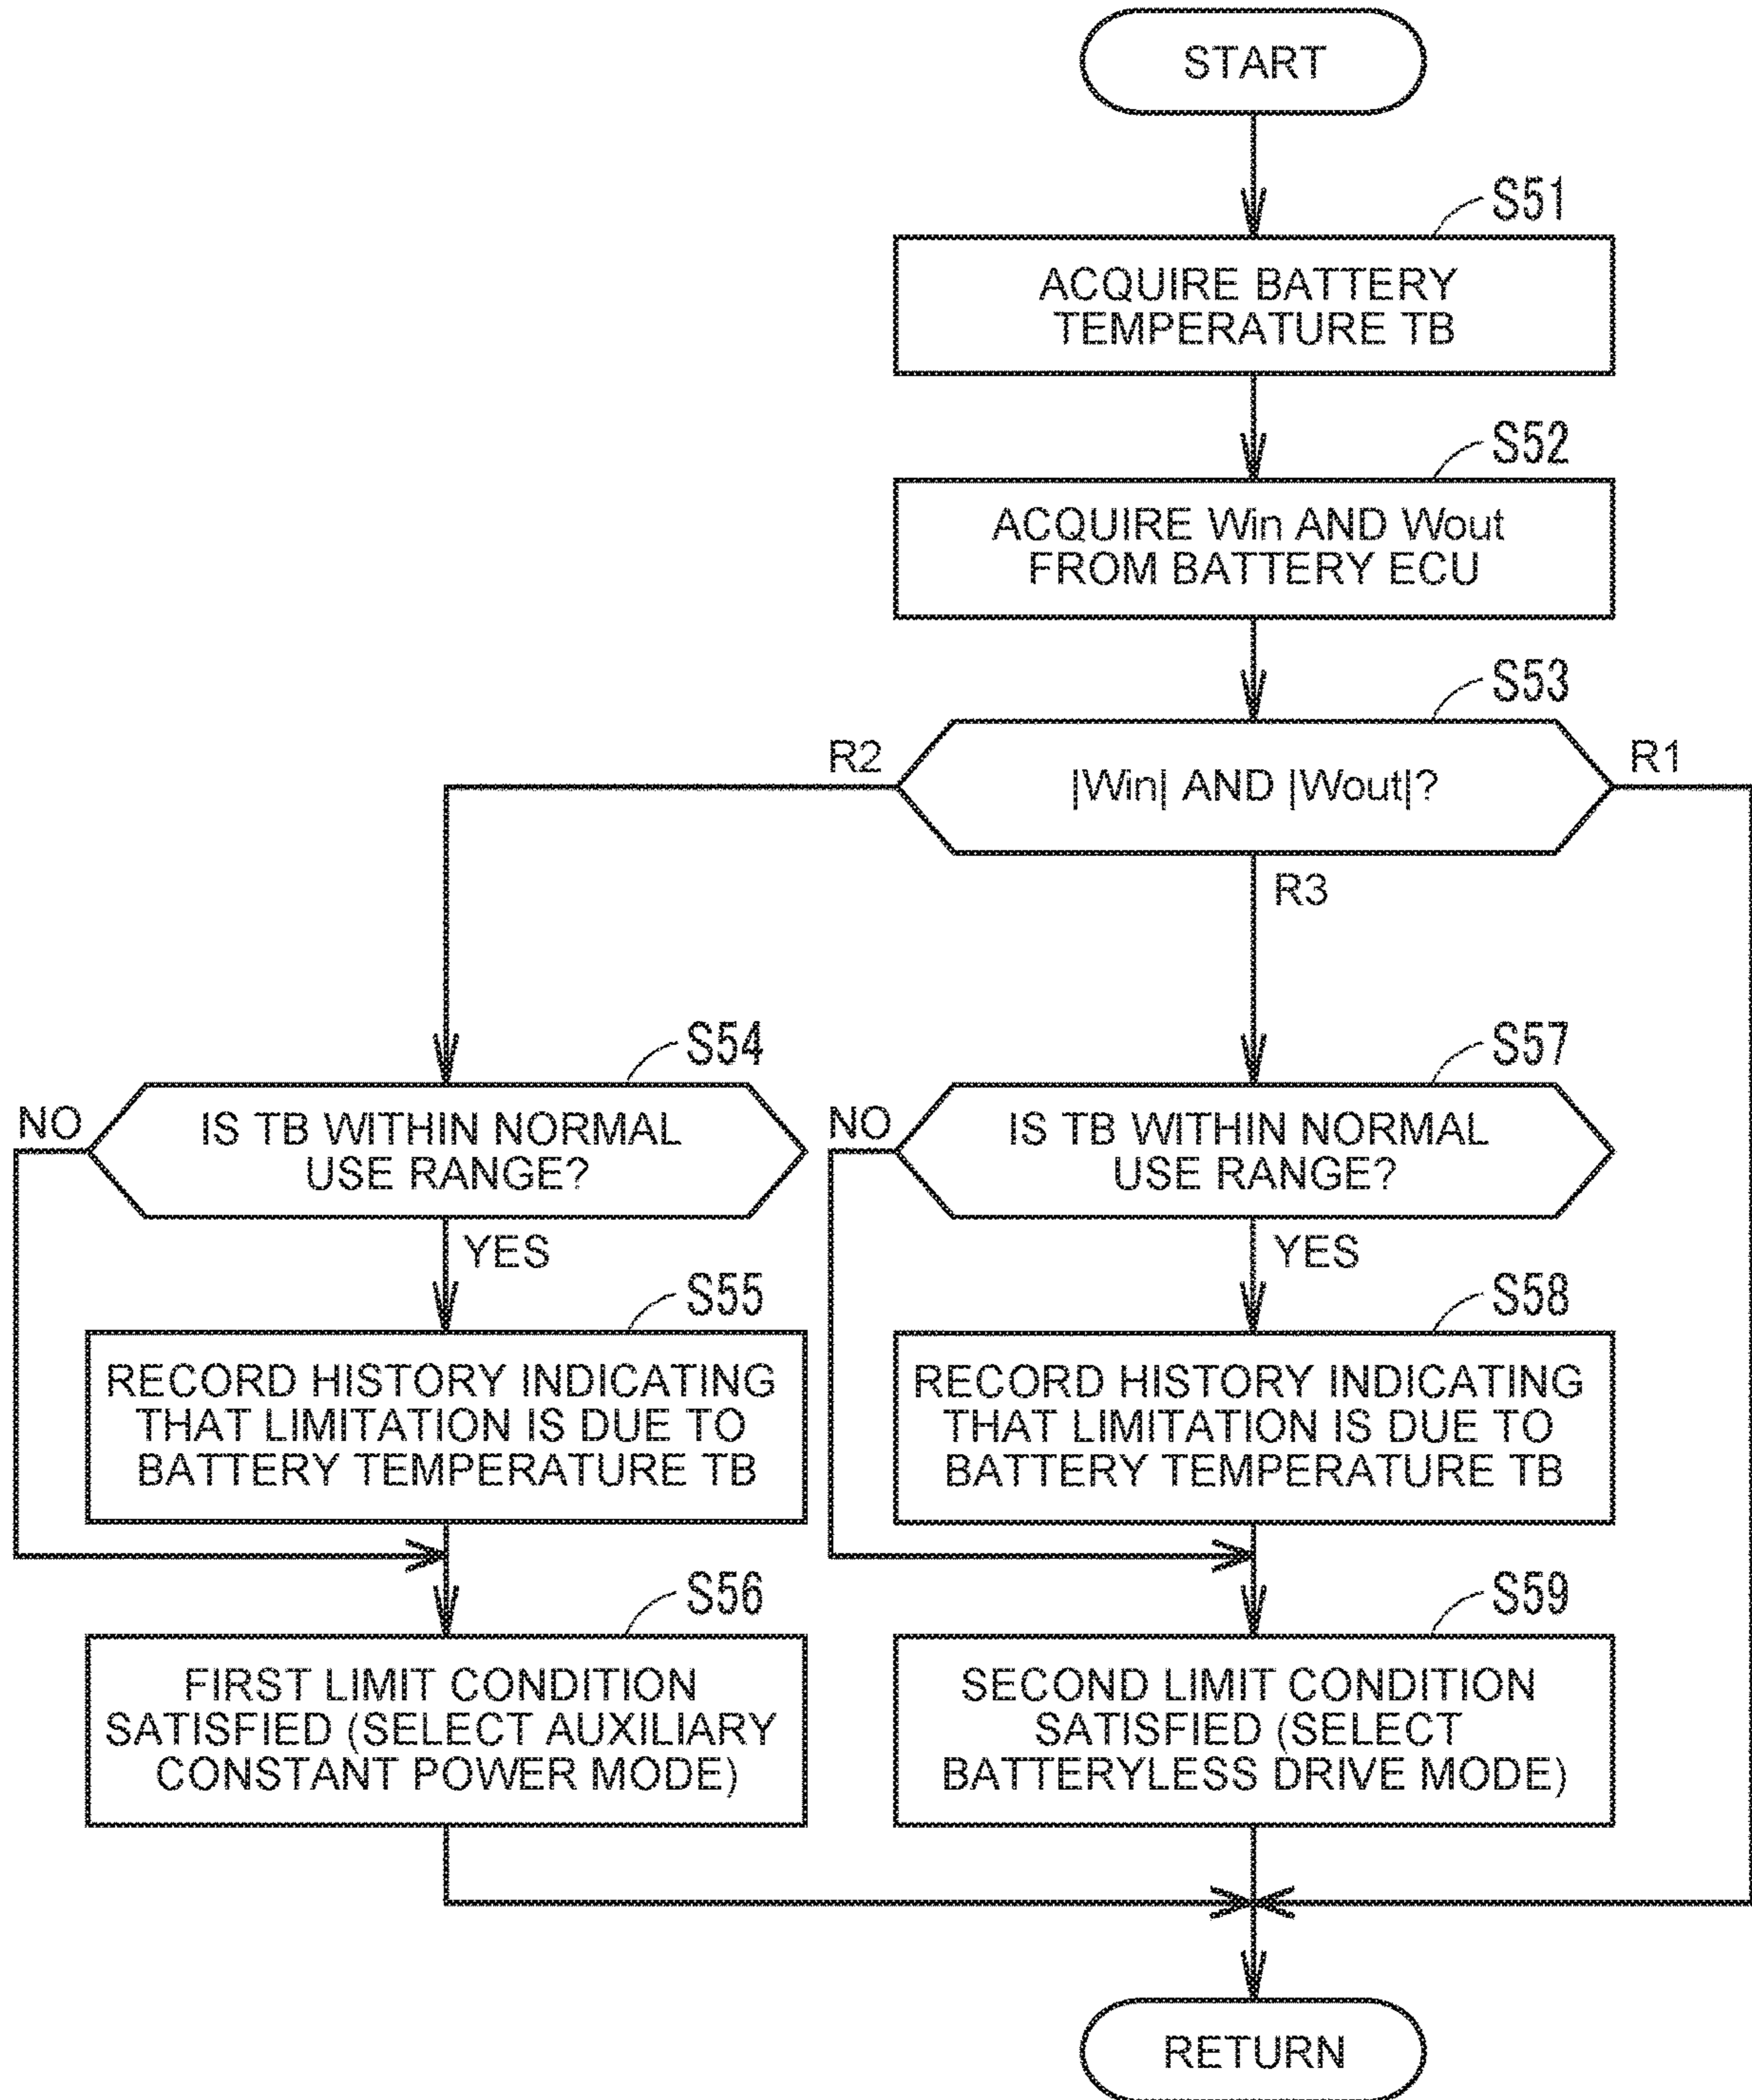 START
S51
ACQUIRE BATTERY
TEMPERATURE TB
S52
ACQUIRE Win AND Wout
FROM BATTERY ECU
S53
R2
|Win| AND |Wout|?
R1
R3
S54
NO
IS TB WITHIN NORMAL
USE RANGE?
YES
S55
RECORD HISTORY INDICATING
THAT LIMITATION IS DUE TO
BATTERY TEMPERATURE TB
S56
FIRST LIMIT CONDITION
SATISFIED (SELECT AUXILIARY
CONSTANT POWER MODE)
S57
NO
IS TB WITHIN NORMAL
USE RANGE?
YES
S58
RECORD HISTORY INDICATING
THAT LIMITATION IS DUE TO
BATTERY TEMPERATURE TB
S59
SECOND LIMIT CONDITION
SATISFIED (SELECT
BATTERYLESS DRIVE MODE)
RETURN